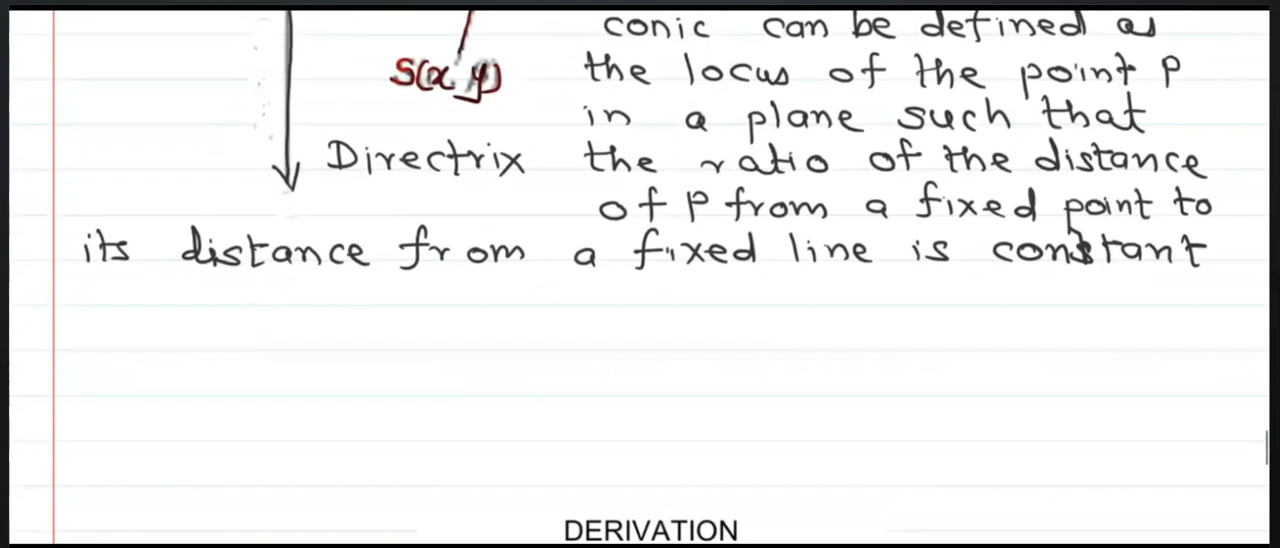 conic can be defined as
S(x y) the locus of the point P
in a plane such that
Directrix the ratio of the distance
of P from a fixed point to
its distance from a fixed line is constant
DERIVATION